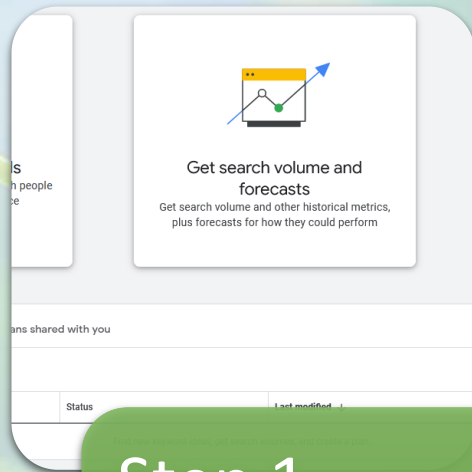 ls
h people
ce
Get search volume and
forecasts
Get search volume and other historical metrics,
plus forecasts for how they could perform
ans shared with you
Status
Last modified ↓
Step 1